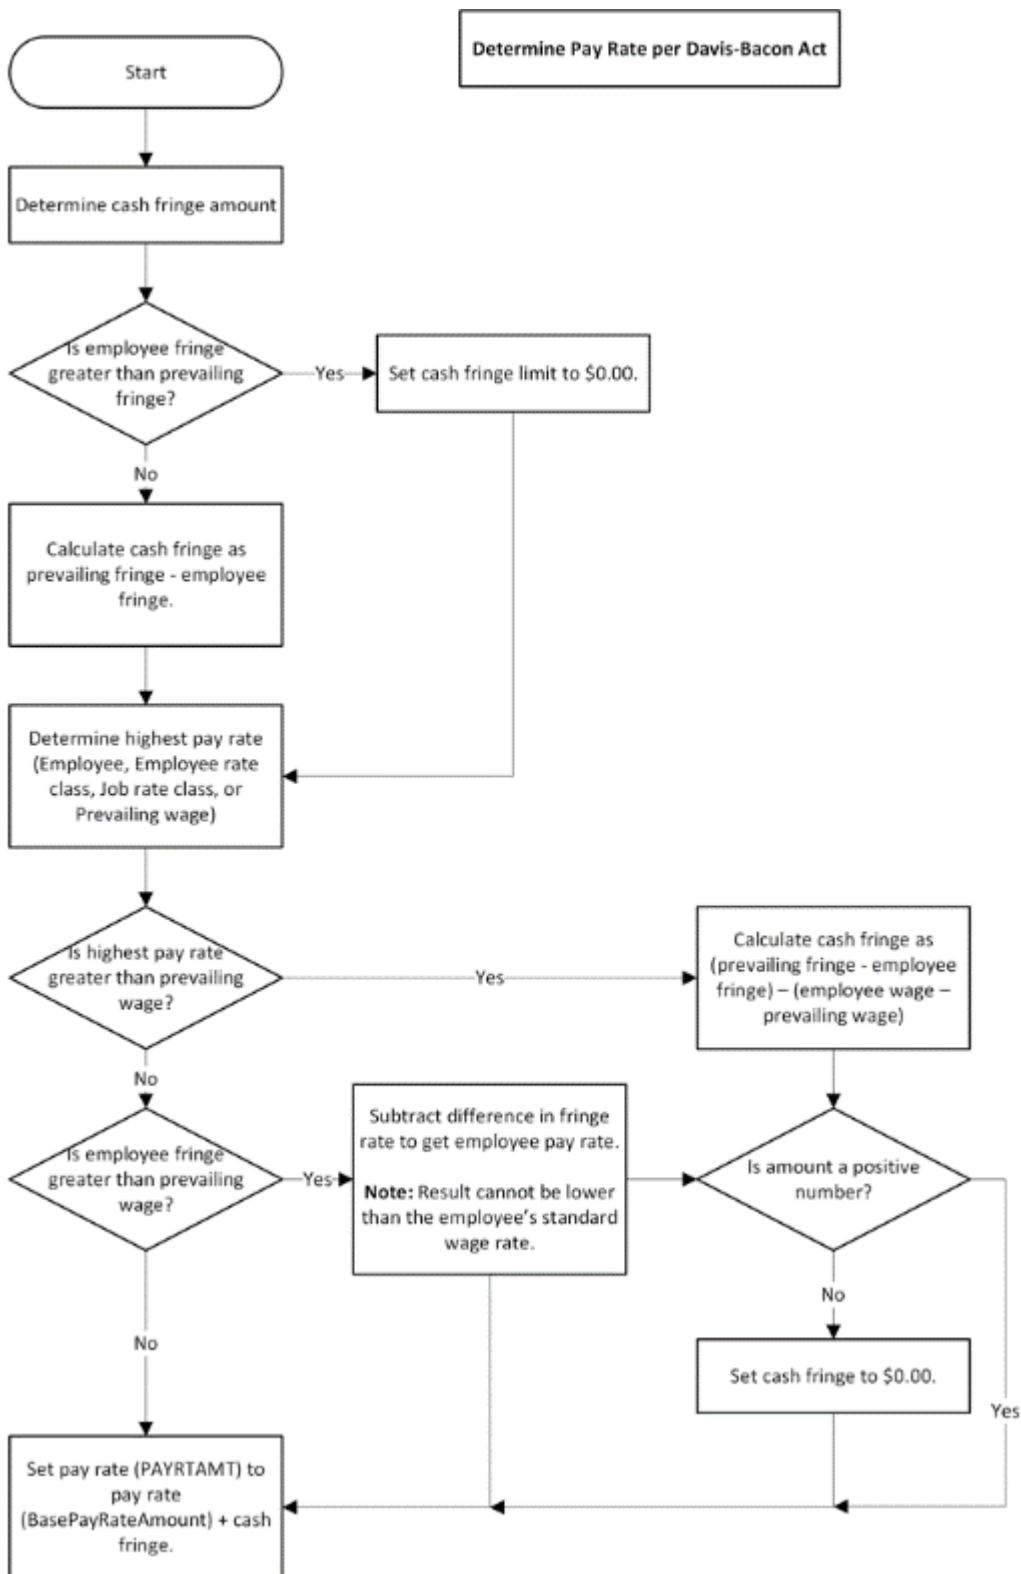 Determine Pay Rate per Davis-Bacon Act
Start
Determine cash fringe amount
Is employee fringe
greater than prevailing
fringe?
Yes
Set cash fringe limit to $0.00.
No
Calculate cash fringe as
prevailing fringe - employee
fringe.
Determine highest pay rate
(Employee, Employee rate
class, Job rate class, or
Prevailing wage)
Is highest pay rate
greater than prevailing
wage?
Yes
Calculate cash fringe as
(prevailing fringe - employee
fringe) – (employee wage –
prevailing wage)
No
Is employee fringe
greater than prevailing
wage?
Yes
Subtract difference in fringe
rate to get employee pay rate.
Note: Result cannot be lower
than the employee's standard
wage rate.
Is amount a positive
number?
No
No
Set cash fringe to $0.00.
Yes
Set pay rate (PAYRTAMT) to
pay rate
(BasePayRateAmount) + cash
fringe.